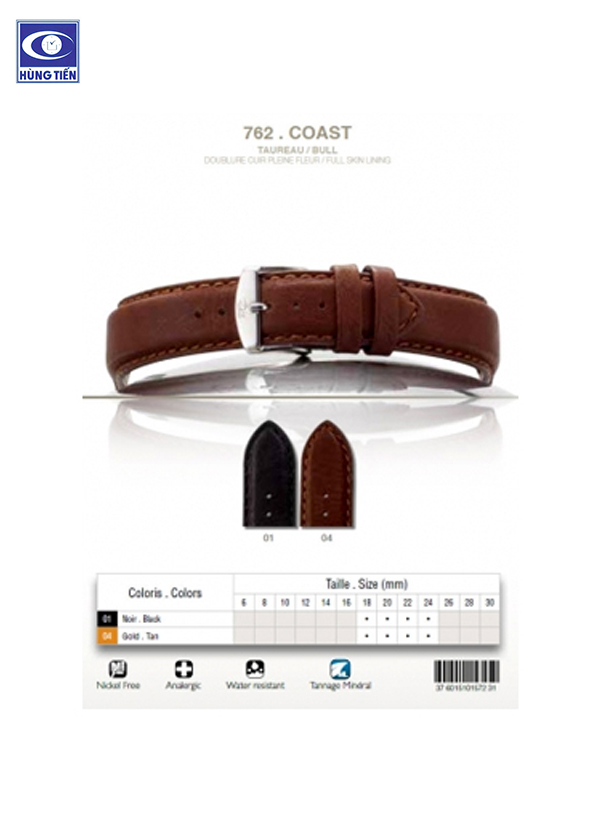 HÙNG TIẾN
762 . COAST
TAUREAU / BULL
DOUBLURE CUIR PLEINE FLEUR / FULL SKIN LINING
01 04
Coloris . Colors
Taille . Size (mm)
6 8 10 12 14 16 18 20 22 24 26 28 30
01 Noir . Black • • • •
04 Gold . Tan • • • •
Nickel Free Analergic Water resistant Tannage Minéral